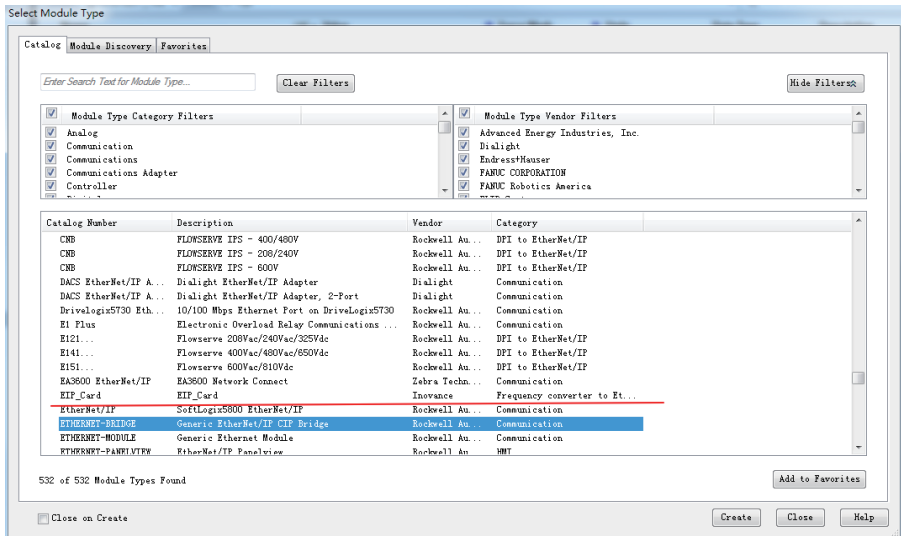 Select Module Type
Catalog Module Discovery Favorites
Enter Search Text for Module Type...
Clear Filters
Hide Filters
Module Type Category Filters
Analog
Communication
Communications
Communications Adapter
Controller
Module Type Vendor Filters
Advanced Energy Industries, Inc.
Dialight
Endress+Hauser
FANUC CORPORATION
FANUC Robotics America
Catalog Number Description Vendor Category
CNB FLOWSERVE IPS - 400/480V Rockwell Au... DPI to EtherNet/IP
CNB FLOWSERVE IPS - 208/240V Rockwell Au... DPI to EtherNet/IP
CNB FLOWSERVE IPS - 600V Rockwell Au... DPI to EtherNet/IP
DACS EtherNet/IP A... Dialight EtherNet/IP Adapter Dialight Communication
DACS EtherNet/IP A... Dialight EtherNet/IP Adapter, 2-Port Dialight Communication
Drivelogix5730 Eth... 10/100 Mbps Ethernet Port on DriveLogix5730 Rockwell Au... Communication
E1 Plus Electronic Overload Relay Communications ... Rockwell Au... Communication
E121... Flowserve 208Vac/240Vac/325Vdc Rockwell Au... DPI to EtherNet/IP
E141... Flowserve 400Vac/480Vac/650Vdc Rockwell Au... DPI to EtherNet/IP
E151... Flowserve 600Vac/810Vdc Rockwell Au... DPI to EtherNet/IP
EA3600 EtherNet/IP EA3600 Network Connect Zebra Techn... Communication
EIP_Card EIP_Card Inovance Frequency converter to Et...
EtherNet/IP SoftLogix5800 EtherNet/IP Rockwell Au... Communication
ETHERNET-BRIDGE Generic EtherNet/IP CIP Bridge Rockwell Au... Communication
ETHERNET-MODULE Generic Ethernet Module Rockwell Au... Communication
ETHERNET-PANELVIEW EtherNet/IP Panelview Rockwell Au... HMI
532 of 532 Module Types Found
Add to Favorites
Close on Create
Create Close Help